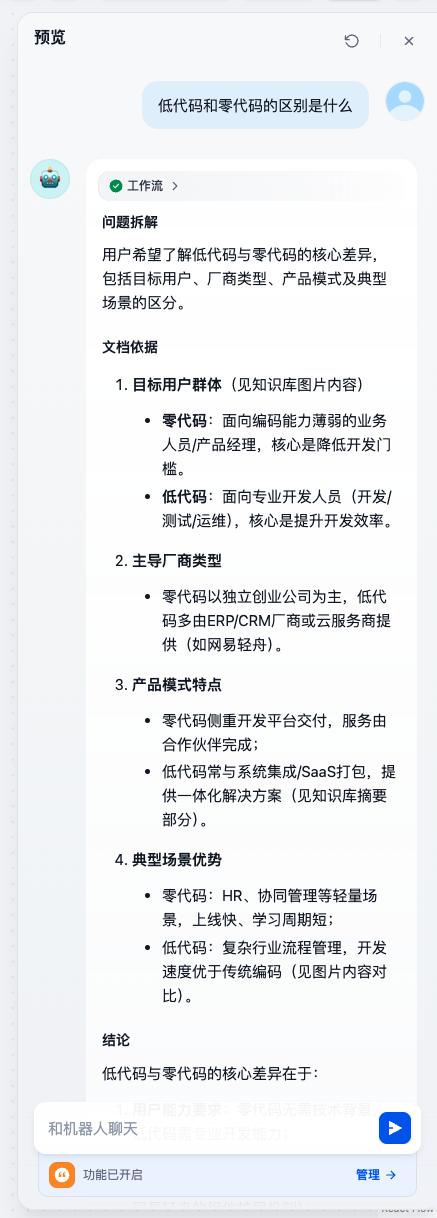 预览
低代码和零代码的区别是什么
工作流
问题拆解
用户希望了解低代码与零代码的核心差异，
包括目标用户、厂商类型、产品模式及典型
场景的区分。
文档依据
1. 目标用户群体（见知识库图片内容）
• 零代码：面向编码能力薄弱的业务
人员/产品经理，核心是降低开发门
槛。
• 低代码：面向专业开发人员（开发/
测试/运维），核心是提升开发效率。
2. 主导厂商类型
• 零代码以独立创业公司为主，低代
码多由ERP/CRM厂商或云服务商提
供（如网易轻舟）。
3. 产品模式特点
• 零代码侧重开发平台交付，服务由
合作伙伴完成；
• 低代码常与系统集成/SaaS打包，提
供一体化解决方案（见知识库摘要
部分）。
4. 典型场景优势
• 零代码：HR、协同管理等轻量场
景，上线快、学习周期短；
• 低代码：复杂行业流程管理，开发
速度优于传统编码（见图片内容对
比）。
结论
低代码与零代码的核心差异在于：
1. 用户能力要求：零代码无需技术背景，
低代码需专业开发能力；
和机器人聊天
功能已开启
管理 →
React Flow